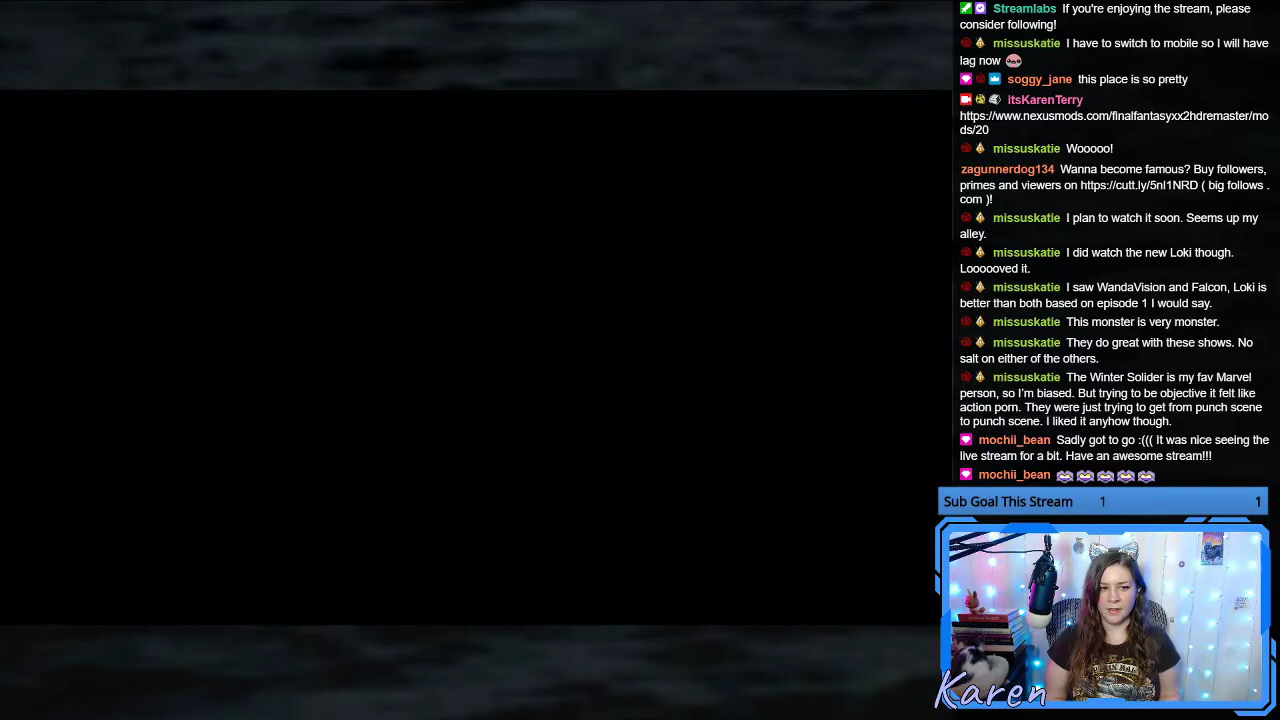 Streamlabs If you're enjoying the stream, please
consider following!
missuskatie I have to switch to mobile so I will have
lag now
soggy_jane this place is so pretty
itsKarenTerry
https://www.nexusmods.com/finalfantasyxx2hdremaster/mo
ds/20
missuskatie Wooooo!
zagunnerdog134 Wanna become famous? Buy followers,
primes and viewers on https://cutt.ly/5nl1NRD ( big follows .
com )!
missuskatie I plan to watch it soon. Seems up my
alley.
missuskatie I did watch the new Loki though.
Loooooved it.
missuskatie I saw WandaVision and Falcon, Loki is
better than both based on episode 1 I would say.
missuskatie This monster is very monster.
missuskatie They do great with these shows. No
salt on either of the others.
missuskatie The Winter Solider is my fav Marvel
person, so I'm biased. But trying to be objective it felt like
action porn. They were just trying to get from punch scene
to punch scene. I liked it anyhow though.
mochii_bean Sadly got to go :((( It was nice seeing the
live stream for a bit. Have an awesome stream!!!
mochii_bean
Sub Goal This Stream 1 1
Karen